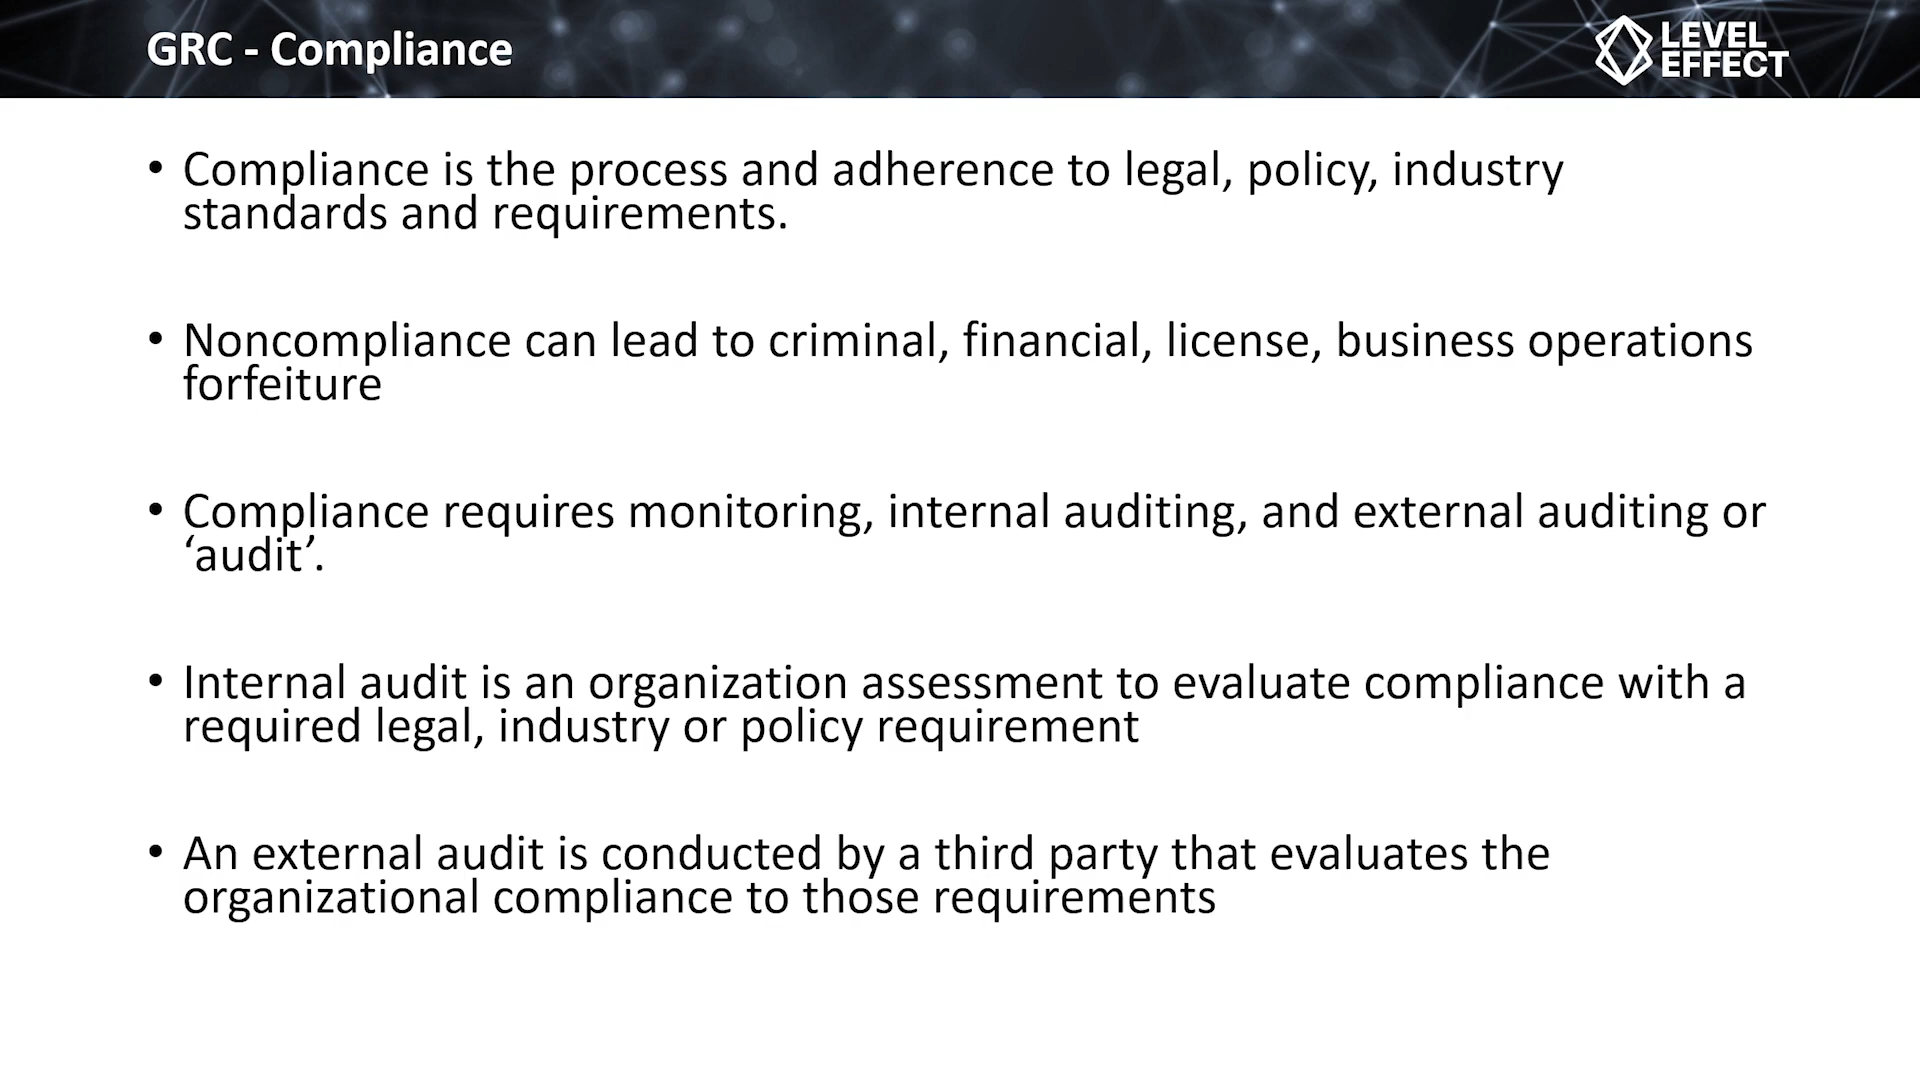 GRC - Compliance
LEVEL
EFFECT
• Compliance is the process and adherence to legal, policy, industry
standards and requirements.
• Noncompliance can lead to criminal, financial, license, business operations
forfeiture
• Compliance requires monitoring, internal auditing, and external auditing or
‘audit’.
• Internal audit is an organization assessment to evaluate compliance with a
required legal, industry or policy requirement
• An external audit is conducted by a third party that evaluates the
organizational compliance to those requirements